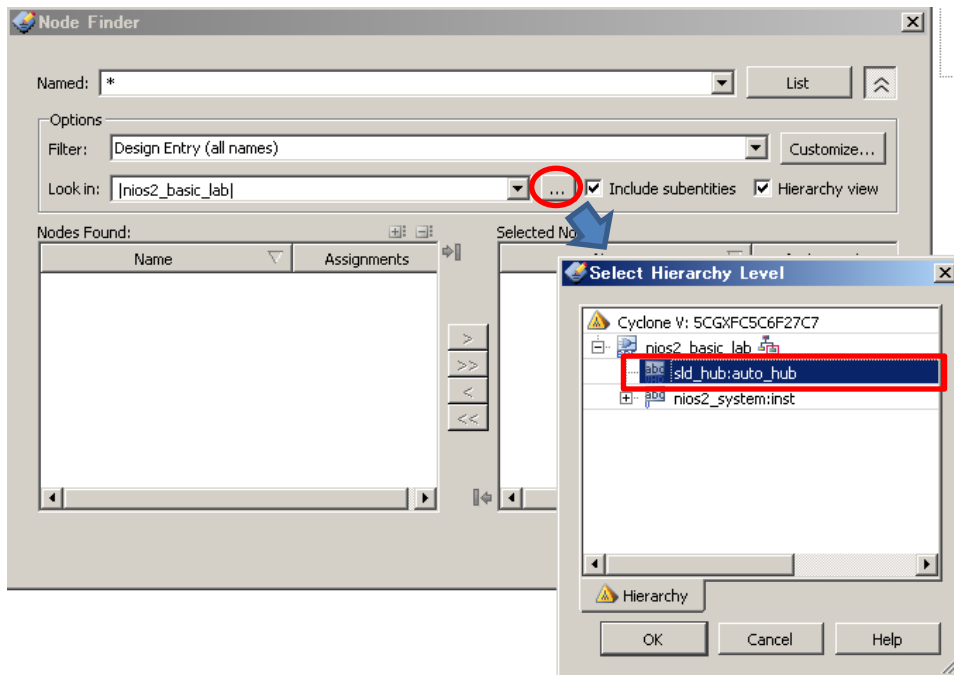 Node Finder
Named: *
List
Options
Filter: Design Entry (all names)
Customize...
Look in: |nios2_basic_lab|
...
Include subentities
Hierarchy view
Nodes Found:
Selected No
Name
Assignments
>
>>
<
<<
Select Hierarchy Level
Cyclone V: 5CGXFC5C6F27C7
nios2_basic_lab
abc
sld_hub:auto_hub
abc
nios2_system:inst
Hierarchy
OK
Cancel
Help